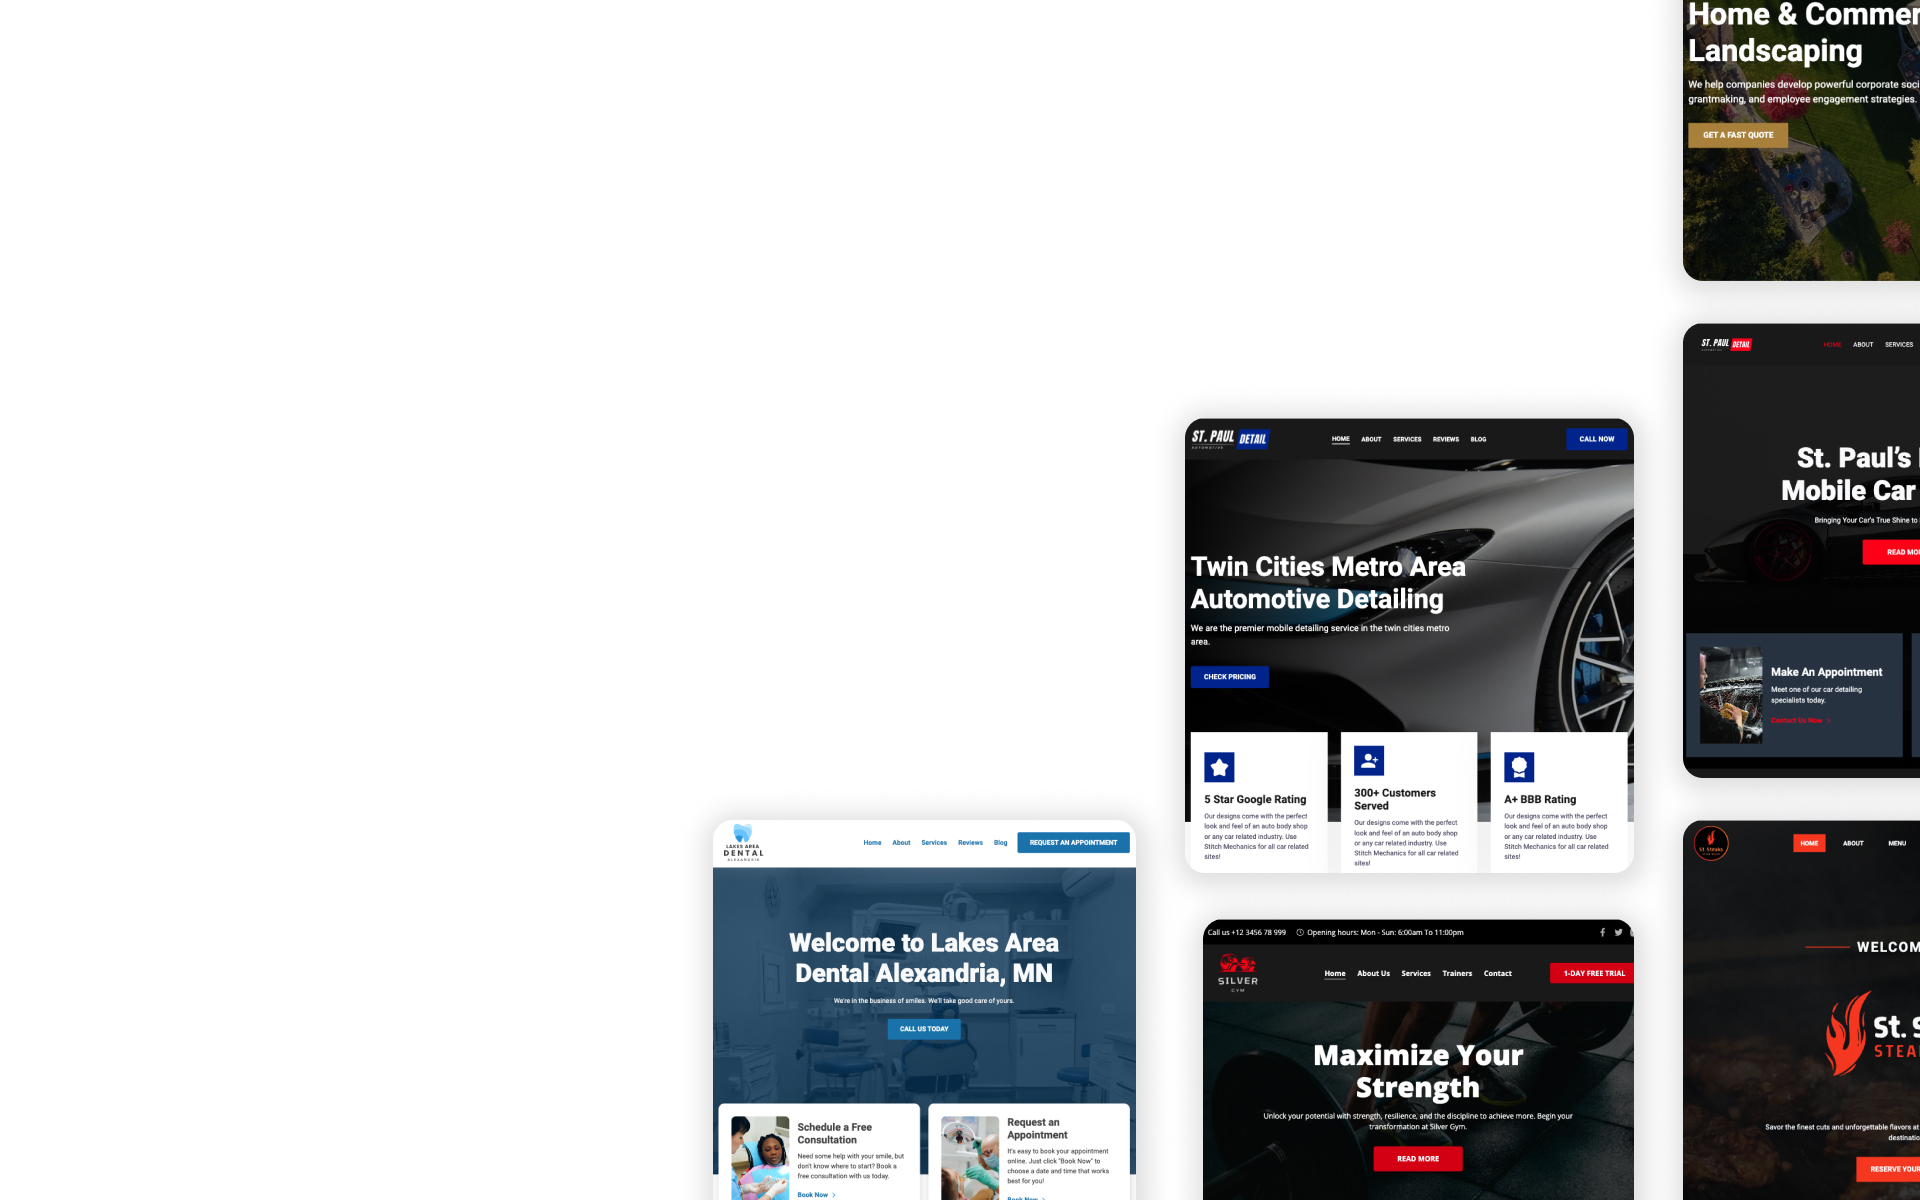 Home & Commer
Landscaping
We help companies develop powerful corporate soci
grantmaking, and employee engagement strategies.
GET A FAST QUOTE
ST. PAUL DETAIL
HOME ABOUT SERVICES
St. Paul's
Mobile Car
Bringing Your Car's True Shine to
READ MO
Make An Appointment
Meet one of our car detailing
specialists today.
Contact Us Now
ST. PAUL DETAIL
AUTOMOTIVE
HOME ABOUT SERVICES REVIEWS BLOG
CALL NOW
Twin Cities Metro Area
Automotive Detailing
We are the premier mobile detailing service in the twin cities metro
area.
CHECK PRICING
5 Star Google Rating
Our designs come with the perfect
look and feel of an auto body shop
or any car related industry. Use
Stitch Mechanics for all car related
sites!
300+ Customers
Served
Our designs come with the perfect
look and feel of an auto body shop
or any car related industry. Use
Stitch Mechanics for all car related
sites!
A+ BBB Rating
Our designs come with the perfect
look and feel of an auto body shop
or any car related industry. Use
Stitch Mechanics for all car related
sites!
LAKES AREA
DENTAL
ALEXANDRIA
Home About Services Reviews Blog
REQUEST AN APPOINTMENT
Welcome to Lakes Area
Dental Alexandria, MN
We're in the business of smiles. We'll take good care of yours.
CALL US TODAY
Schedule a Free
Consultation
Need some help with your smile, but
don't know where to start? Book a
free consultation with us today.
Book Now
Request an
Appointment
It's easy to book your appointment
online. Just click "Book Now" to
choose a date and time that works
best for you!
Book Now
Call us +12 3456 78 999 Opening hours: Mon - Sun: 6:00am To 11:00pm
SILVER
GYM
Home About Us Services Trainers Contact
1-DAY FREE TRIAL
Maximize Your
Strength
Unlock your potential with strength, resilience, and the discipline to achieve more. Begin your
transformation at Silver Gym.
READ MORE
St. Steaks
HOME ABOUT MENU
WELCOM
St. S
STEA
Savor the finest cuts and unforgettable flavors at
destinatio
RESERVE YOUR